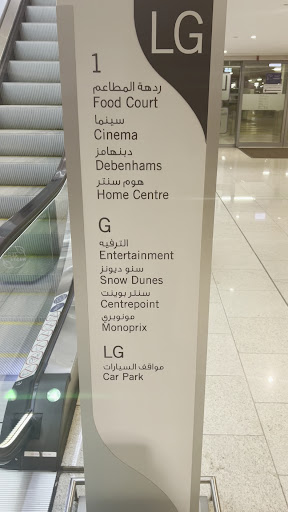 LG
1
ردهة المطاعم
Food Court
سينما
Cinema
دبنهامز
Debenhams
هوم سنتر
Home Centre
G
الترفيه
Entertainment
سنو ديونز
Snow Dunes
سنتر بوينت
Centrepoint
مونوبري
Monoprix
LG
مواقف السيارات
Car Park